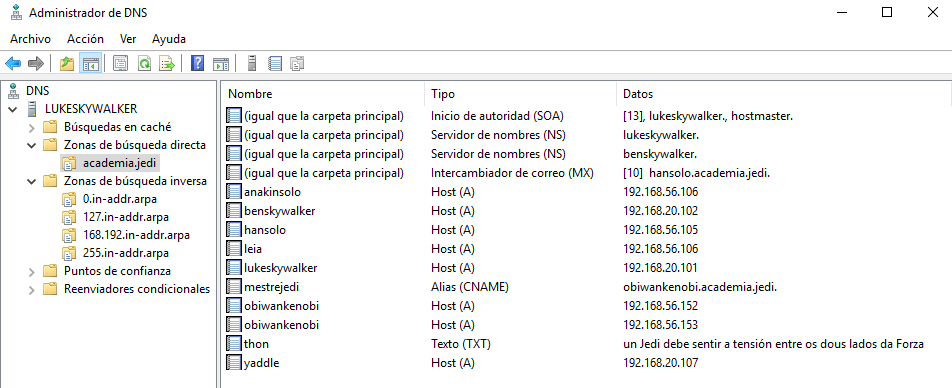 Administrador de DNS
Archivo Acción Ver Ayuda
DNS
LUKESKYWALKER
Búsquedas en caché
Zonas de búsqueda directa
academia.jedi
Zonas de búsqueda inversa
0.in-addr.arpa
127.in-addr.arpa
168.192.in-addr.arpa
255.in-addr.arpa
Puntos de confianza
Reenviadores condicionales
Nombre Tipo Datos
(igual que la carpeta principal) Inicio de autoridad (SOA) [13], lukeskywalker., hostmaster.
(igual que la carpeta principal) Servidor de nombres (NS) lukeskywalker.
(igual que la carpeta principal) Servidor de nombres (NS) benskywalker.
(igual que la carpeta principal) Intercambiador de correo (MX) [10] hansolo.academia.jedi.
anakinsolo Host (A) 192.168.56.106
benskywalker Host (A) 192.168.20.102
hansolo Host (A) 192.168.56.105
leia Host (A) 192.168.56.106
lukeskywalker Host (A) 192.168.20.101
mestrejedi Alias (CNAME) obiwankenobi.academia.jedi.
obiwankenobi Host (A) 192.168.56.152
obiwankenobi Host (A) 192.168.56.153
thon Texto (TXT) un Jedi debe sentir a tensión entre os dous lados da Forza
yaddle Host (A) 192.168.20.107